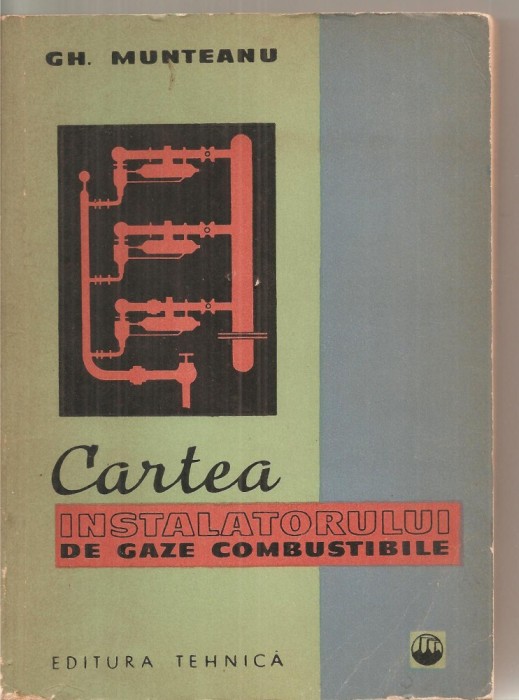 GH. MUNTEANU
Cartea
INSTALATORULUI
DE GAZE COMBUSTIBILE
EDITURA TEHNICĂ